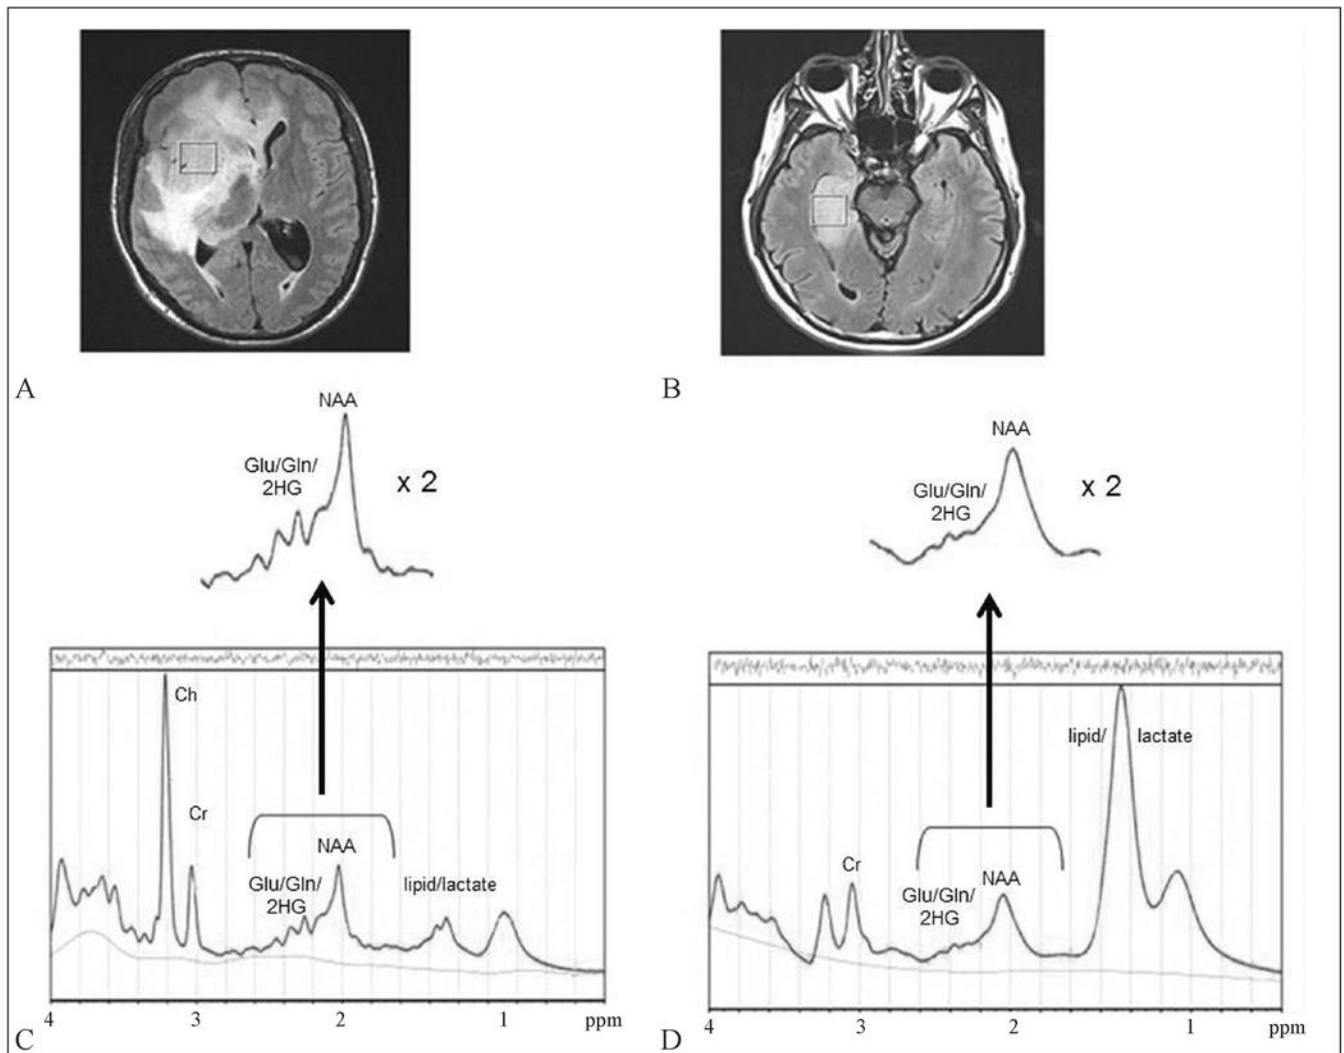 A
B
NAA
Glu/Gln/
2HG
x 2
NAA
Glu/Gln/
2HG
x 2
Ch
Cr
NAA
Glu/Gln/
2HG
lipid/lactate
4 3 2 1 ppm
C
lipid/ lactate
Cr
NAA
Glu/Gln/
2HG
4 3 2 1 ppm
D